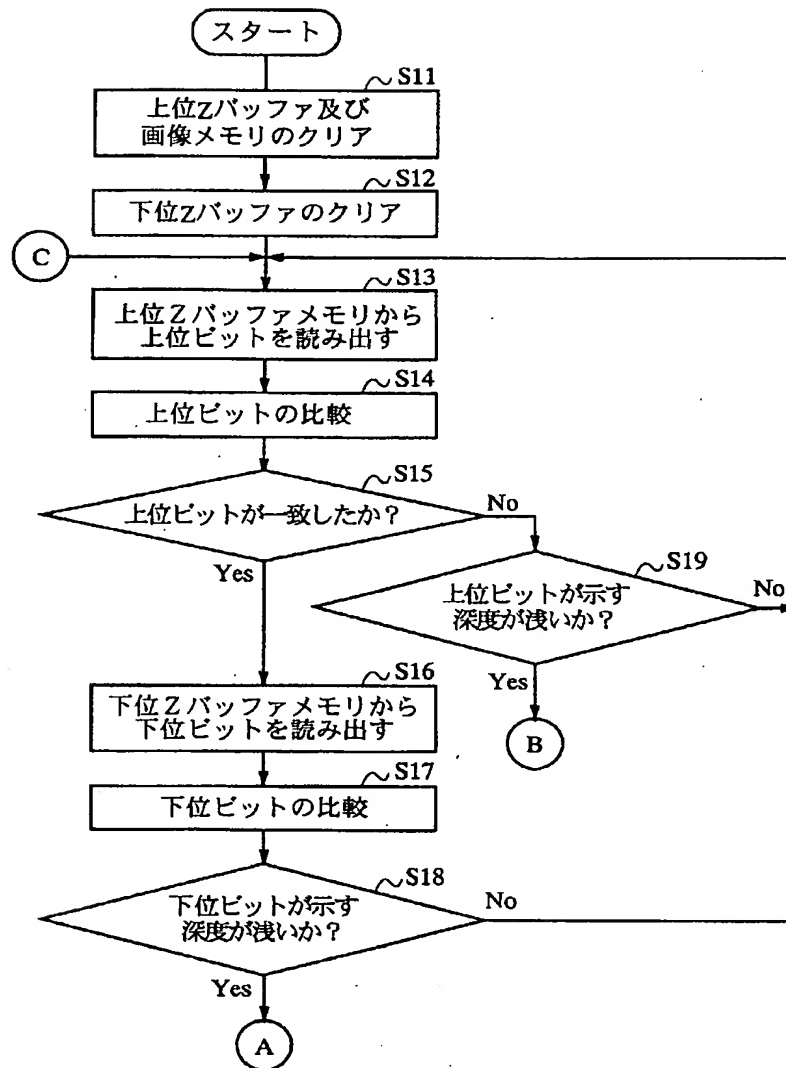 スタート
S11
上位Zバッファ及び
画像メモリのクリア
S12
下位Zバッファのクリア
C
S13
上位Zバッファメモリから
上位ビットを読み出す
S14
上位ビットの比較
S15
上位ビットが一致したか？
No
Yes
S19
上位ビットが示す
深度が浅いか？
No
Yes
B
S16
下位Zバッファメモリから
下位ビットを読み出す
S17
下位ビットの比較
S18
下位ビットが示す
深度が浅いか？
No
Yes
A